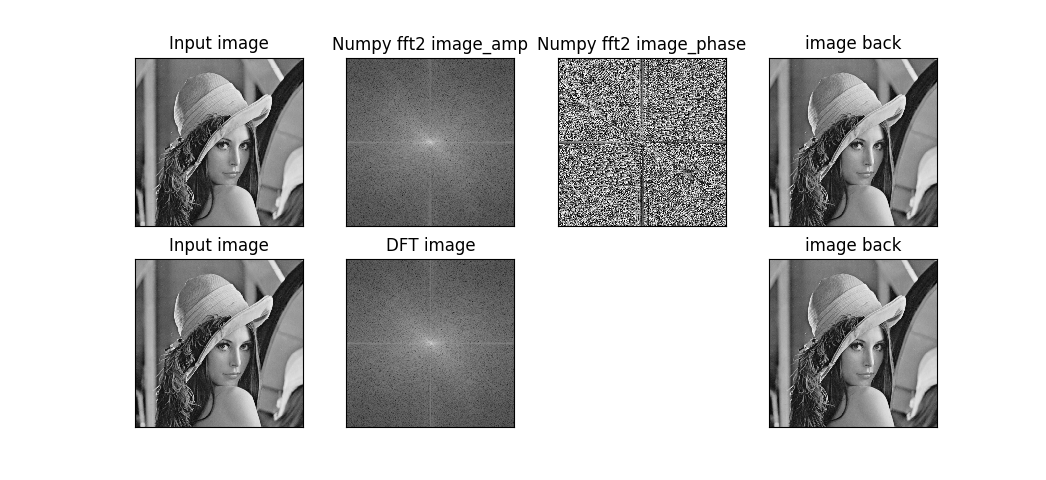 Input image
Numpy fft2 image_amp
Numpy fft2 image_phase
image back
Input image
DFT image
image back